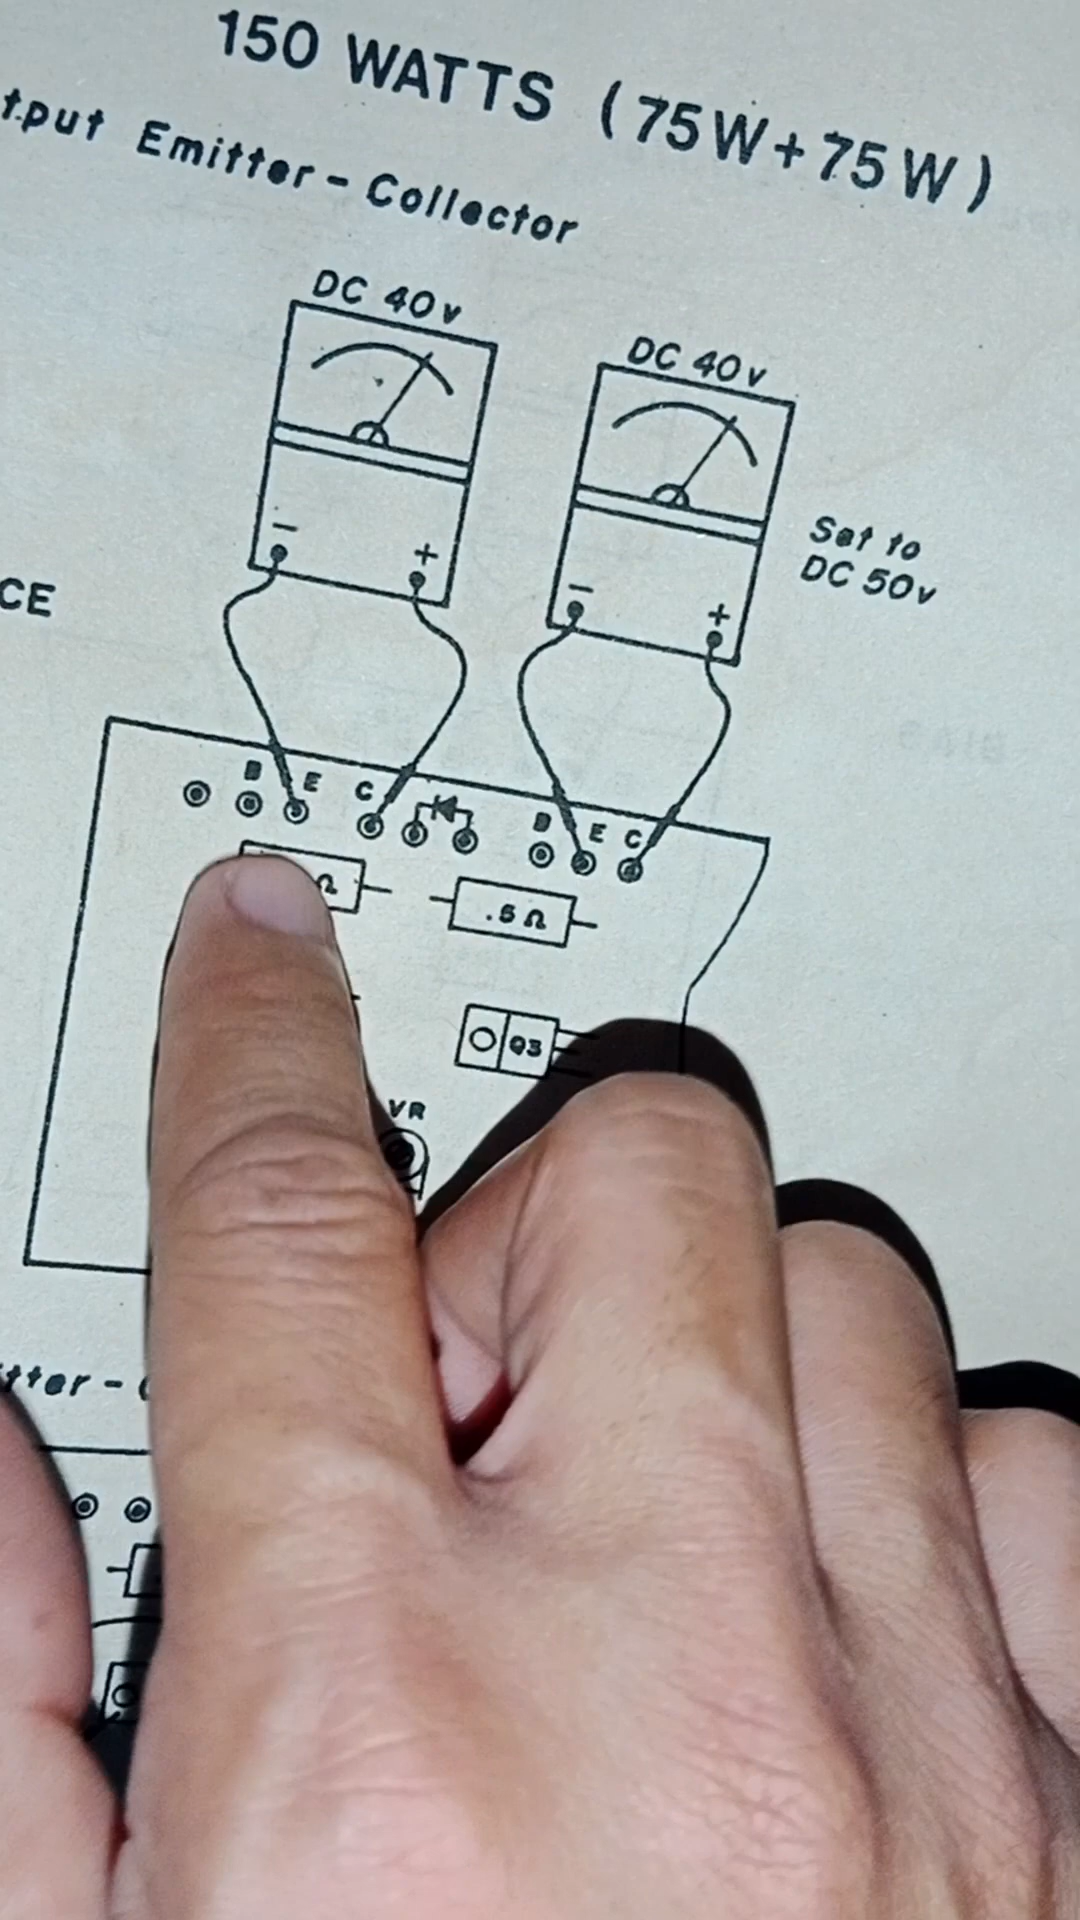 150 WATTS (75W+75W)
tput Emitter-Collector
DC 40v
DC 40v
- +
- +
Set to
DC 50v
CE
B E C
B E C
Ω
.5Ω
Q3
VR
tter-